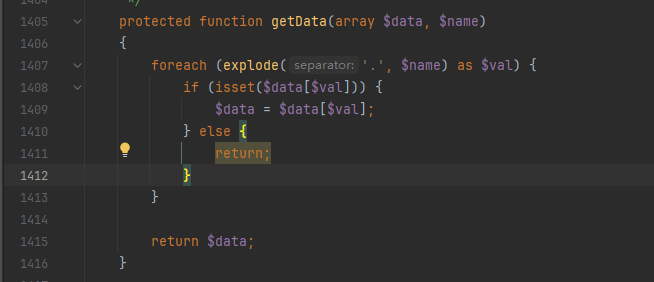 1405 protected function getData(array $data, $name)
1406 {
1407 foreach (explode( separator: '.', $name) as $val) {
1408 if (isset($data[$val])) {
1409 $data = $data[$val];
1410 } else {
1411 return;
1412 }
1413 }
1414
1415 return $data;
1416 }